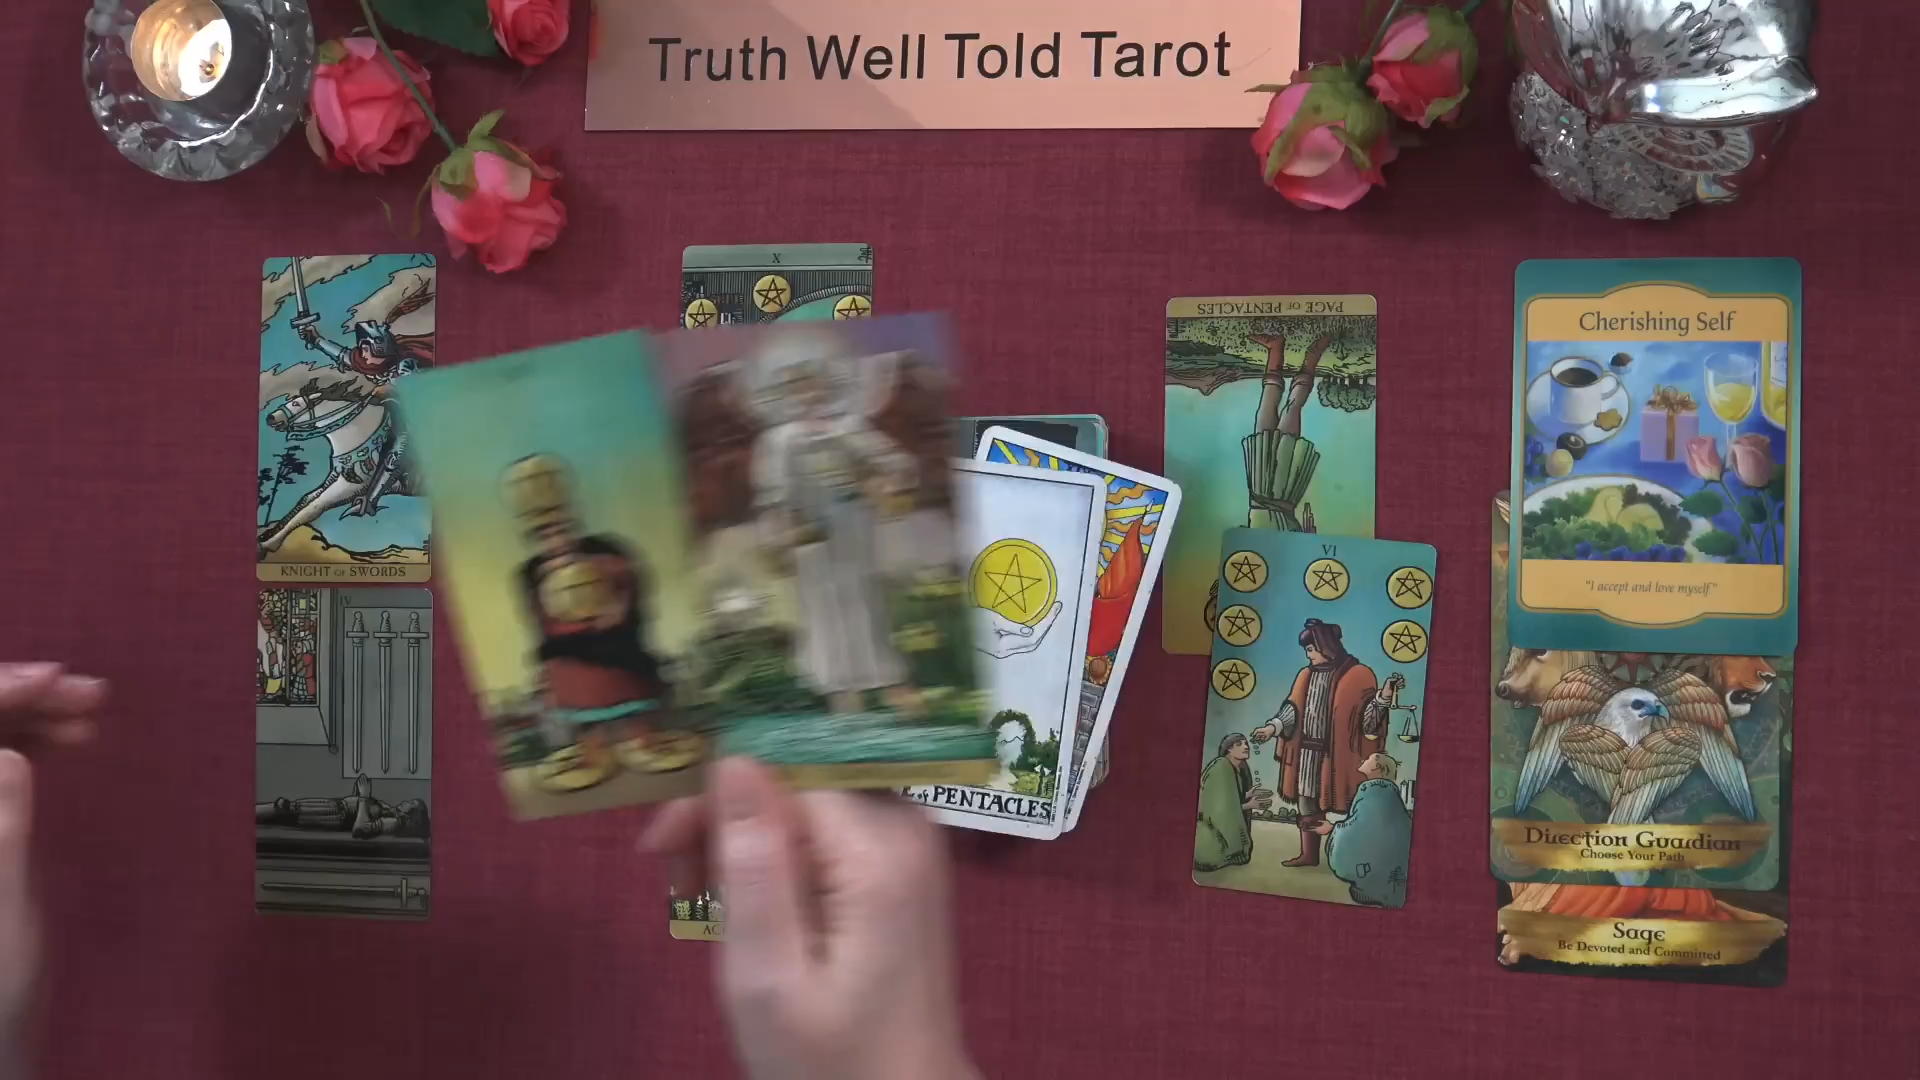 Truth Well Told Tarot
X
PAGE OF PENTACLES
Cherishing Self
"I accept and love myself"
KNIGHT OF SWORDS
IV
VI
of PENTACLES
Direction Guardian
Choose Your Path
Sage
Be Devoted and Committed